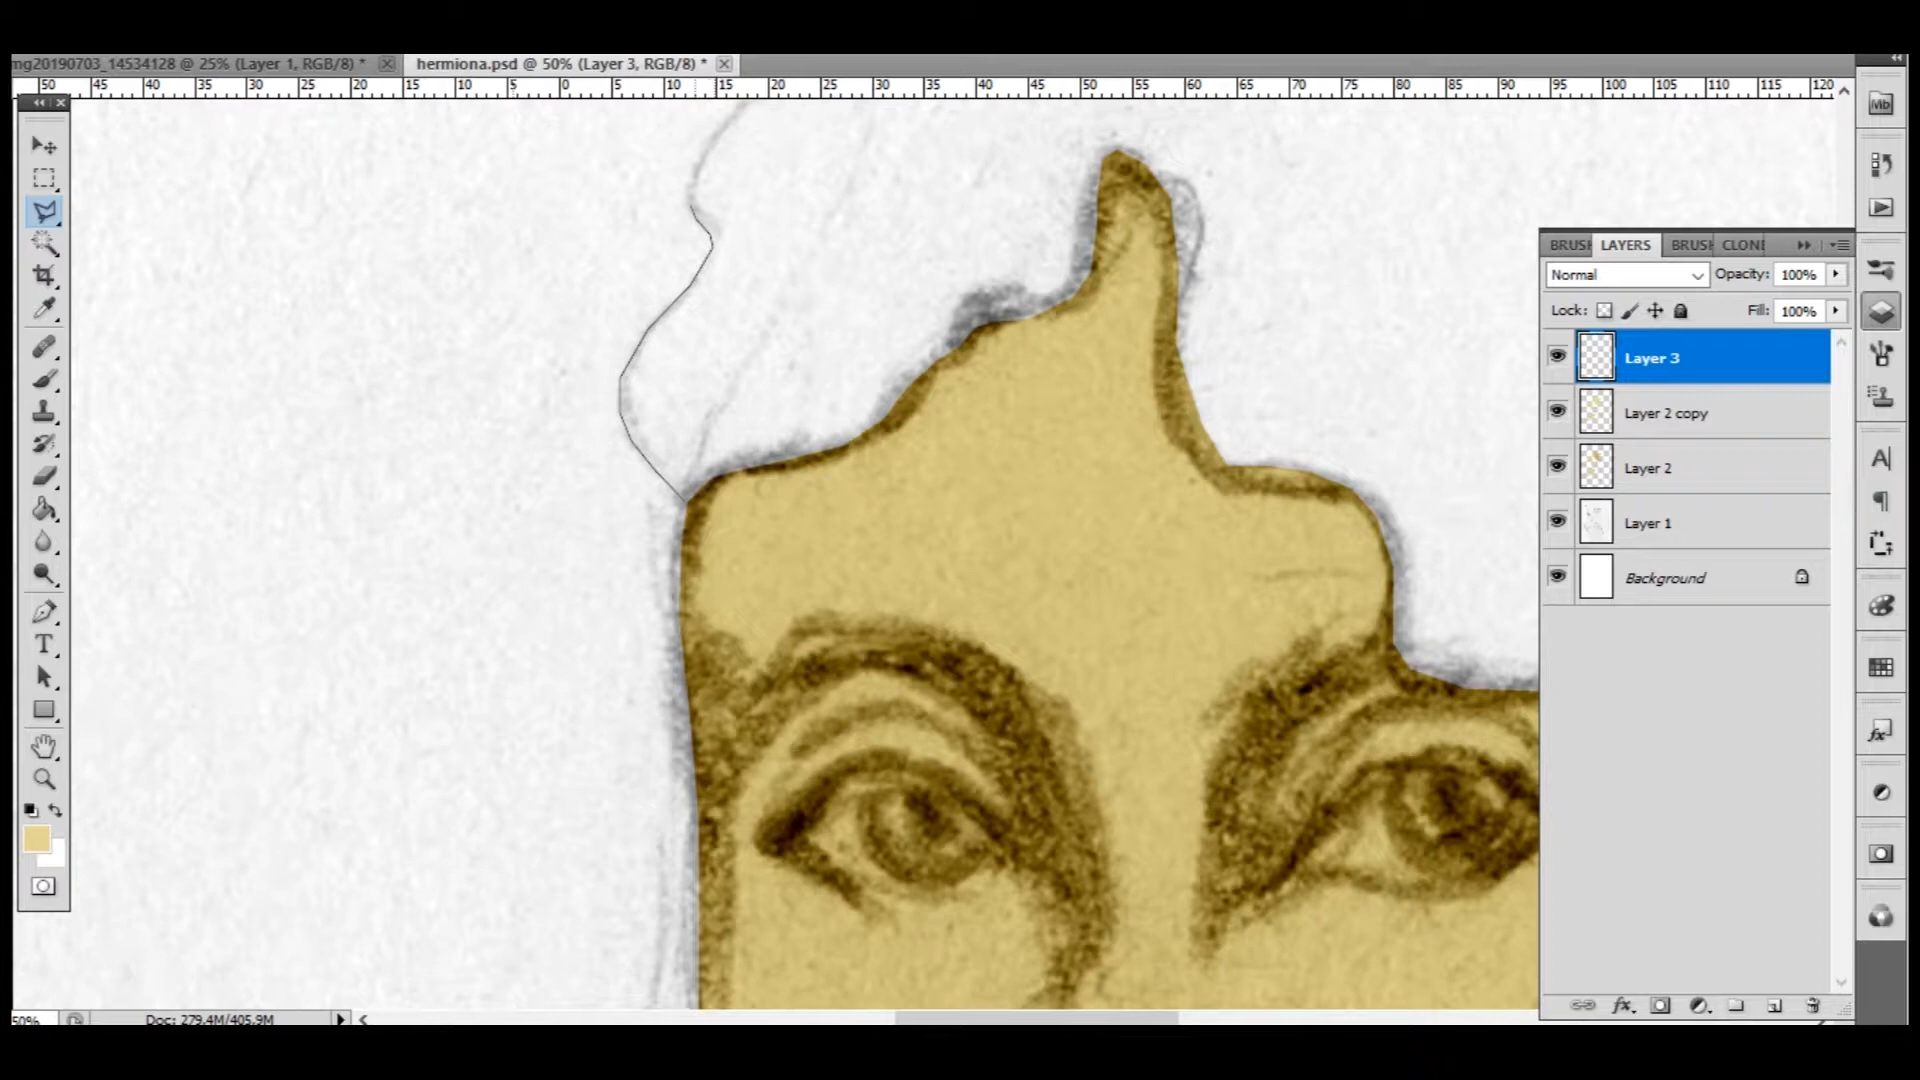 mg20190703_14534128 @ 25% (Layer 1, RGB/8) *
hermiona.psd @ 50% (Layer 3, RGB/8) *
50 45 40 35 30 25 20 15 10 5 0 5 10 15 20 25 30 35 40 45 50 55 60 65 70 75 80 85 90 95 100 105 110 115 120
Mb
BRUSH LAYERS BRUSH CLONE
Normal Opacity: 100%
Lock: Fill: 100%
Layer 3
Layer 2 copy
Layer 2
Layer 1
Background
T
A
fx
fx
50% Doc: 279.4M/405.9M